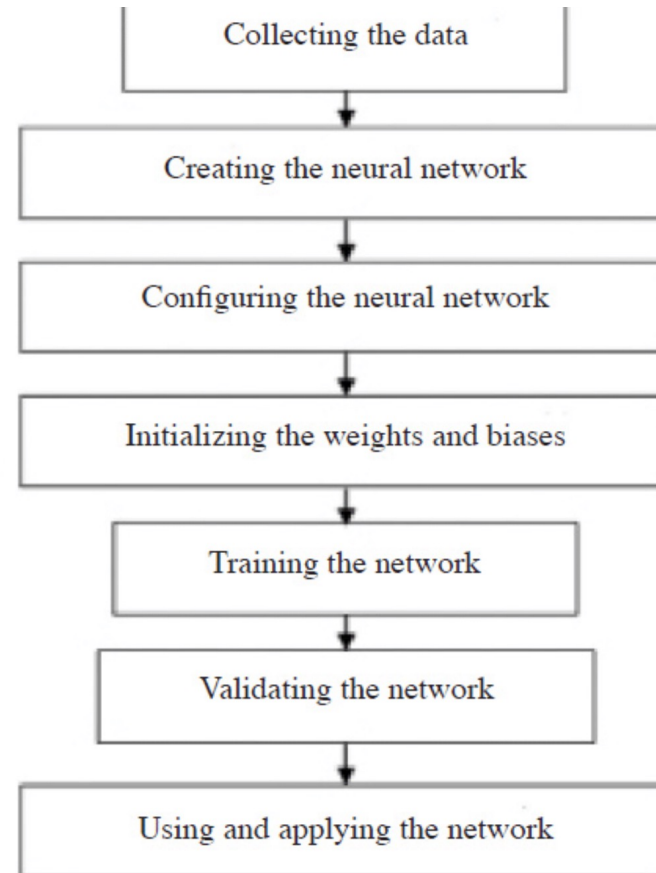 Collecting the data
Creating the neural network
Configuring the neural network
Initializing the weights and biases
Training the network
Validating the network
Using and applying the network